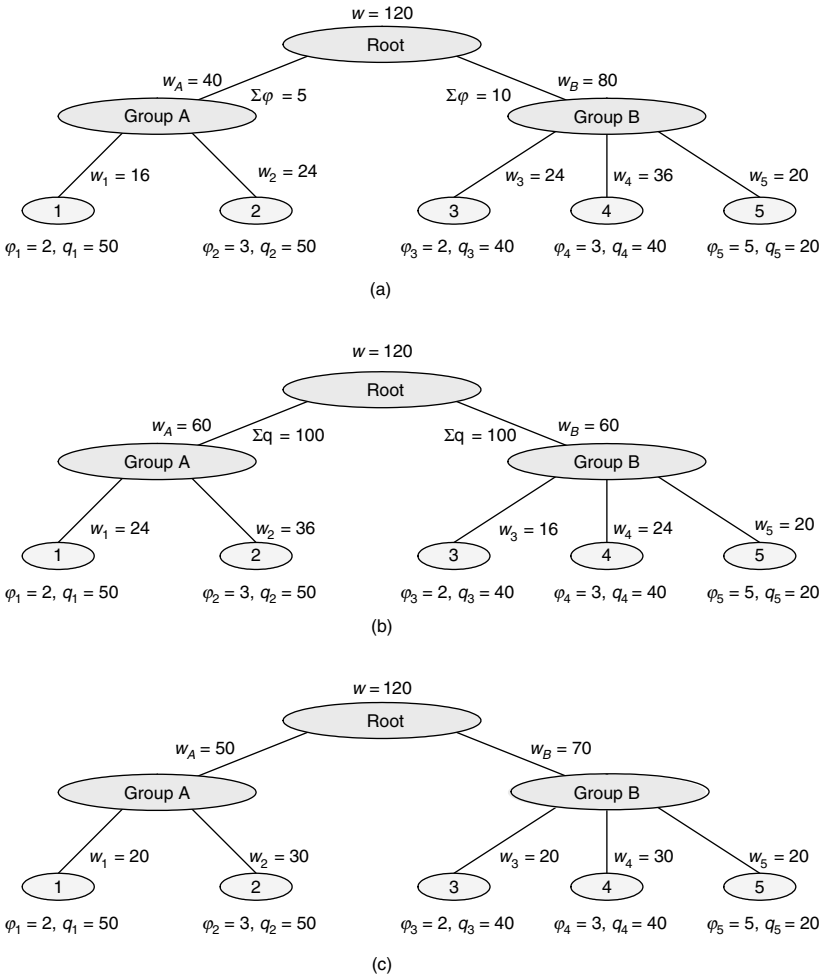 w = 120
Root
w_A = 40
Σφ = 5
Σφ = 10
w_B = 80
Group A
Group B
w_1 = 16
w_2 = 24
w_3 = 24
w_4 = 36
w_5 = 20
1
2
3
4
5
φ_1 = 2, q_1 = 50
φ_2 = 3, q_2 = 50
φ_3 = 2, q_3 = 40
φ_4 = 3, q_4 = 40
φ_5 = 5, q_5 = 20
(a)
w = 120
Root
w_A = 60
Σq = 100
Σq = 100
w_B = 60
Group A
Group B
w_1 = 24
w_2 = 36
w_3 = 16
w_4 = 24
w_5 = 20
1
2
3
4
5
φ_1 = 2, q_1 = 50
φ_2 = 3, q_2 = 50
φ_3 = 2, q_3 = 40
φ_4 = 3, q_4 = 40
φ_5 = 5, q_5 = 20
(b)
w = 120
Root
w_A = 50
w_B = 70
Group A
Group B
w_1 = 20
w_2 = 30
w_3 = 20
w_4 = 30
w_5 = 20
1
2
3
4
5
φ_1 = 2, q_1 = 50
φ_2 = 3, q_2 = 50
φ_3 = 2, q_3 = 40
φ_4 = 3, q_4 = 40
φ_5 = 5, q_5 = 20
(c)